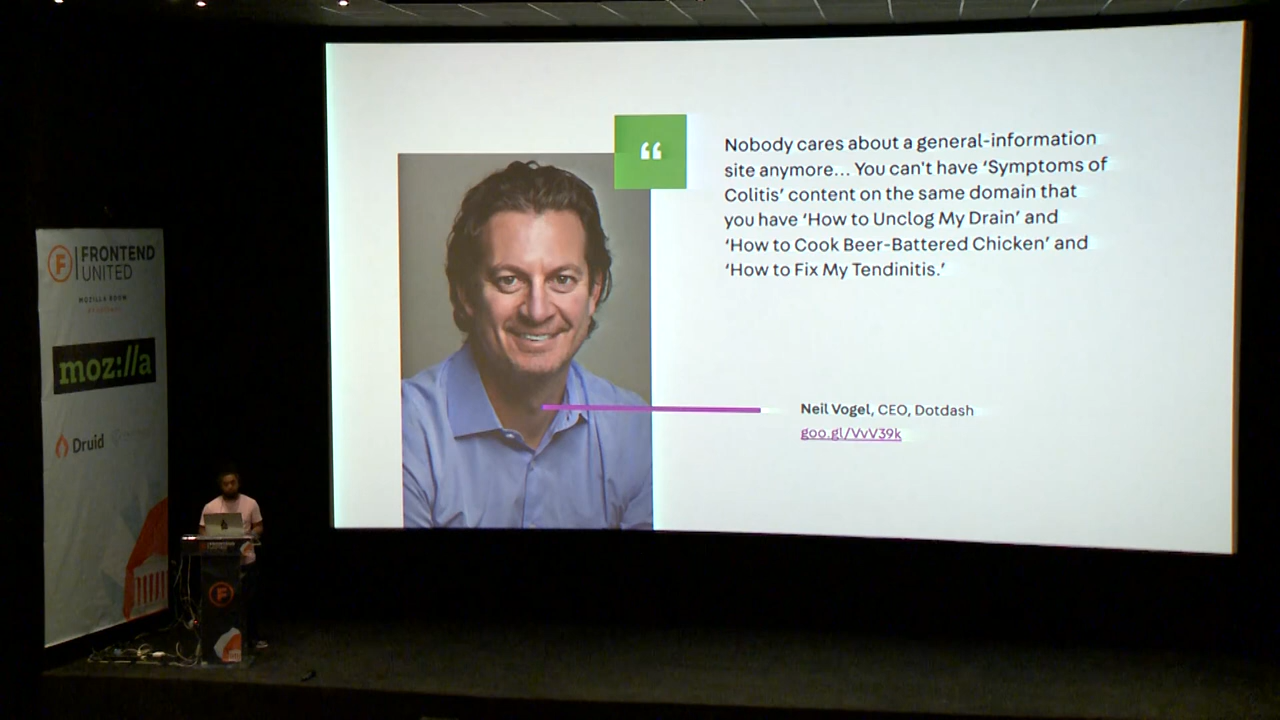 “
Nobody cares about a general-information
site anymore... You can't have ‘Symptoms of
Colitis’ content on the same domain that
you have ‘How to Unclog My Drain’ and
‘How to Cook Beer-Battered Chicken’ and
‘How to Fix My Tendinitis.’
Neil Vogel, CEO, Dotdash
goo.gl/VvV39k
F FRONTEND
UNITED
MOZILLA ROOM
moz://a
Druid
FRONTEND
F